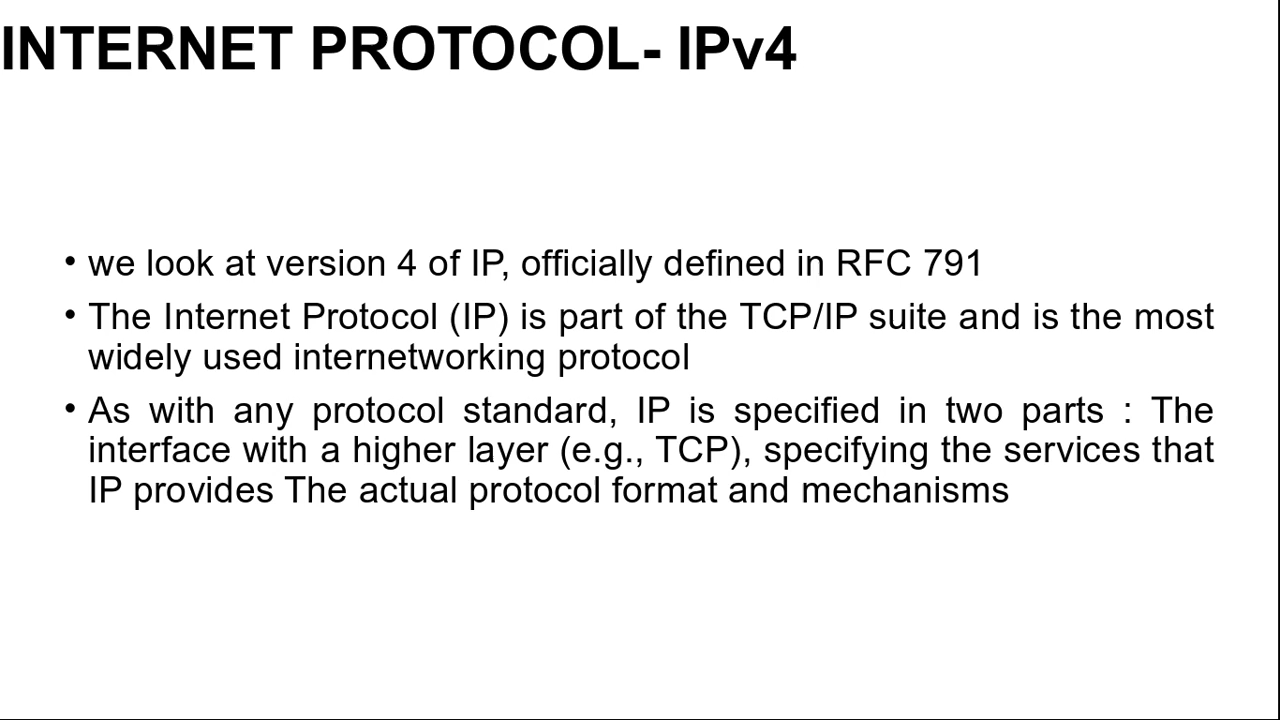 INTERNET PROTOCOL- IPv4
• we look at version 4 of IP, officially defined in RFC 791
• The Internet Protocol (IP) is part of the TCP/IP suite and is the most
widely used internetworking protocol
• As with any protocol standard, IP is specified in two parts : The
interface with a higher layer (e.g., TCP), specifying the services that
IP provides The actual protocol format and mechanisms